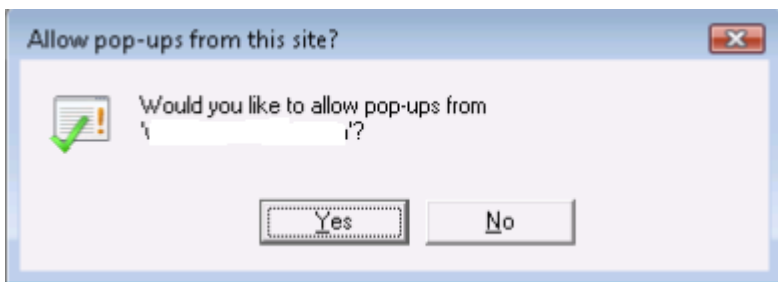 Allow pop-ups from this site?
Would you like to allow pop-ups from
'?
Yes
No